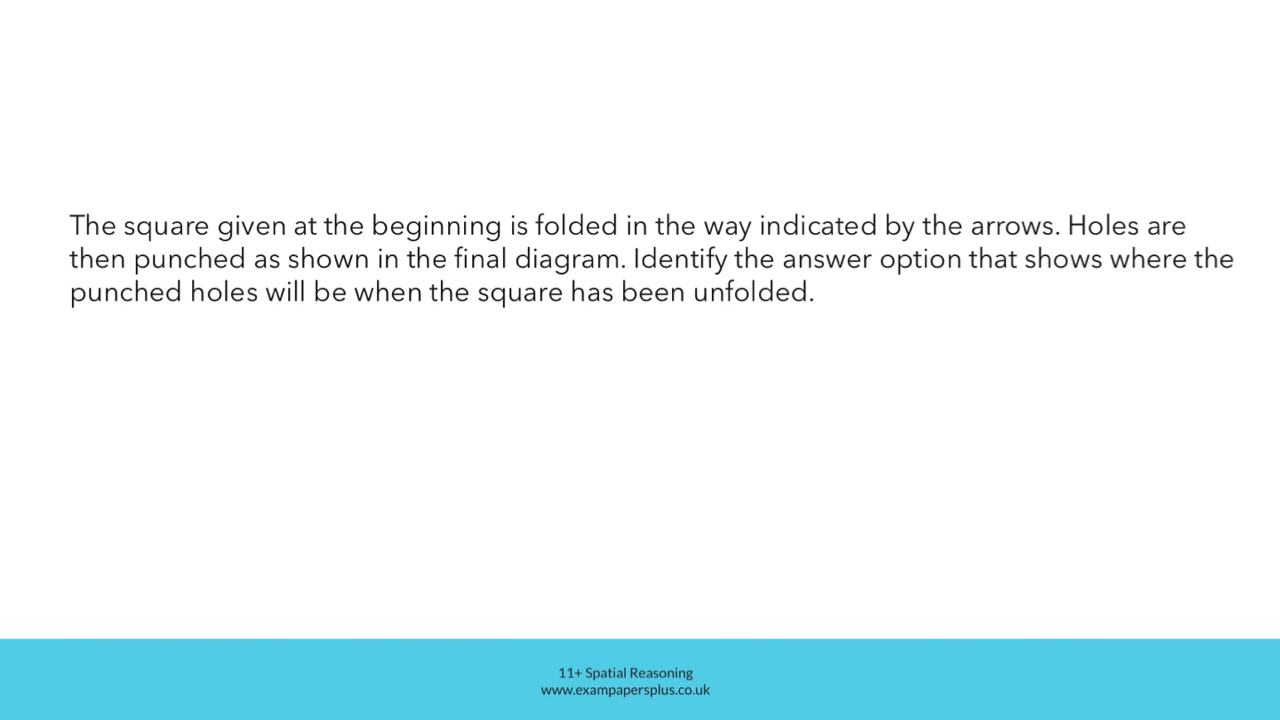 The square given at the beginning is folded in the way indicated by the arrows. Holes are
then punched as shown in the final diagram. Identify the answer option that shows where the
punched holes will be when the square has been unfolded.
11+ Spatial Reasoning
www.exampapersplus.co.uk